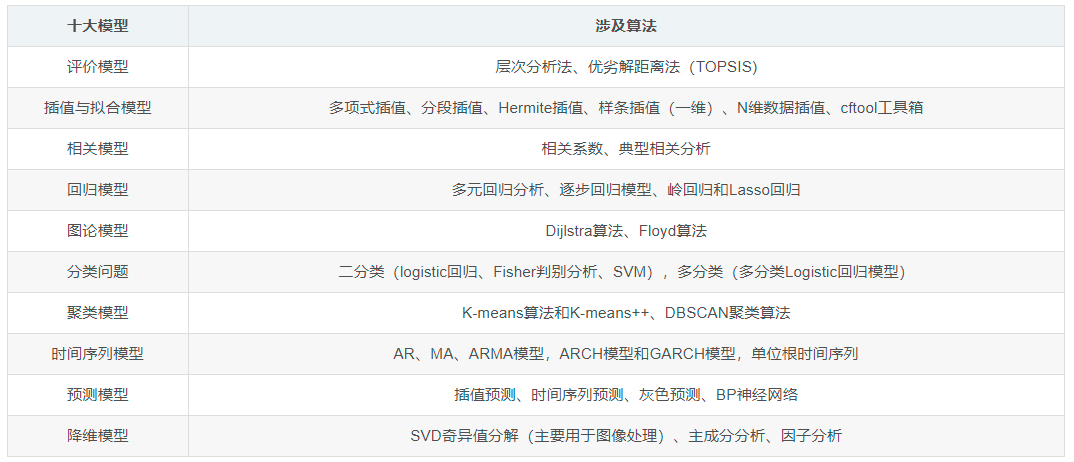 十大模型 涉及算法
评价模型 层次分析法、优劣解距离法（TOPSIS)
插值与拟合模型 多项式插值、分段插值、Hermite插值、样条插值（一维）、N维数据插值、cftool工具箱
相关模型 相关系数、典型相关分析
回归模型 多元回归分析、逐步回归模型、岭回归和Lasso回归
图论模型 Dijlstra算法、Floyd算法
分类问题 二分类（logistic回归、Fisher判别分析、SVM），多分类（多分类Logistic回归模型）
聚类模型 K-means算法和K-means++、DBSCAN聚类算法
时间序列模型 AR、MA、ARMA模型，ARCH模型和GARCH模型，单位根时间序列
预测模型 插值预测、时间序列预测、灰色预测、BP神经网络
降维模型 SVD奇异值分解（主要用于图像处理）、主成分分析、因子分析